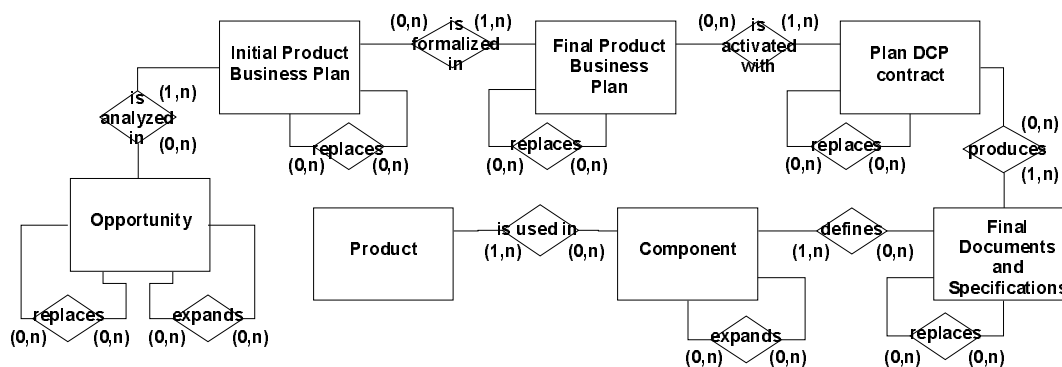 (0,n) is (1,n)
formalized
in
(0,n) is (1,n)
activated
with
Initial Product
Business Plan
Final Product
Business
Plan
Plan DCP
contract
is
analyzed
in
(1,n)
(0,n)
replaces
(0,n) (0,n)
replaces
(0,n) (0,n)
replaces
(0,n) (0,n)
(0,n)
produces
(1,n)
Opportunity
Product
is used in
(1,n) (0,n)
Component
defines
(1,n) (0,n)
Final
Documents
and
Specifications
replaces
(0,n) (0,n)
expands
(0,n) (0,n)
expands
(0,n) (0,n)
replaces
(0,n) (0,n)